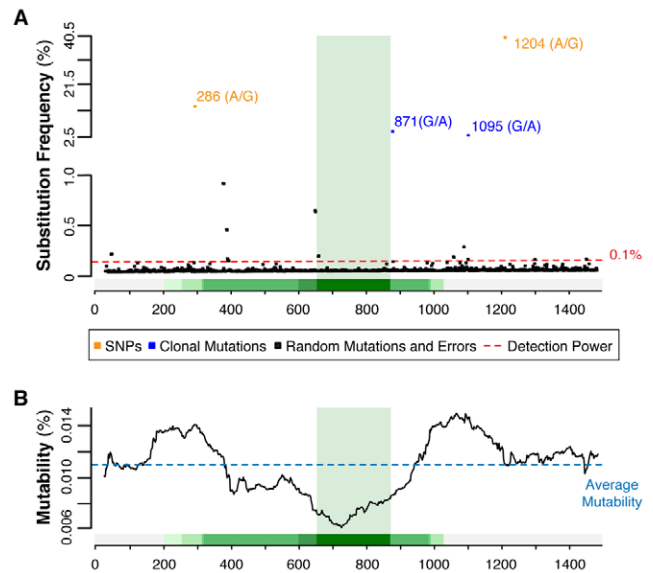 A
Substitution Frequency (%)
40.5
21.5
2.5
1.0
0.5
0
1204 (A/G)
286 (A/G)
871(G/A)
1095 (G/A)
0.1%
0 200 400 600 800 1000 1200 1400
SNPs Clonal Mutations Random Mutations and Errors Detection Power
B
Mutability (%)
0.014
0.010
0.006
Average
Mutability
0 200 400 600 800 1000 1200 1400